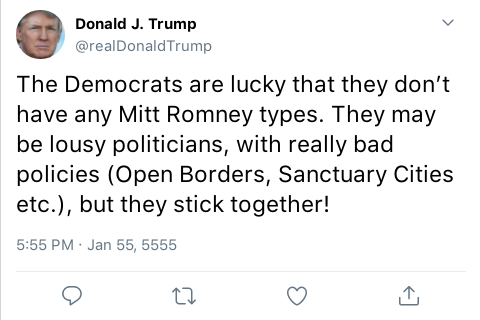 Donald J. Trump
@realDonaldTrump
The Democrats are lucky that they don’t
have any Mitt Romney types. They may
be lousy politicians, with really bad
policies (Open Borders, Sanctuary Cities
etc.), but they stick together!
5:55 PM · Jan 55, 5555